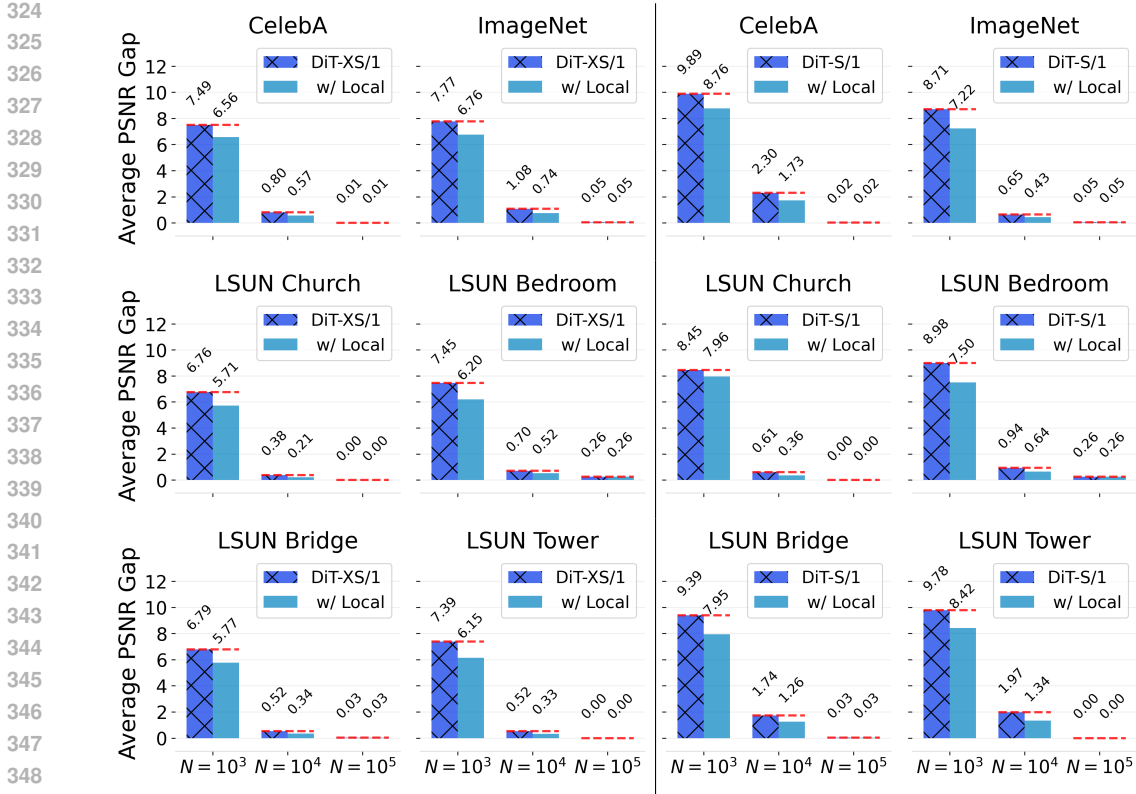 324
325
326
327
328
329
330
331
332
333
334
335
336
337
338
339
340
341
342
343
344
345
346
347
348
CelebA
Average PSNR Gap
12
10
8
6
4
2
0
DiT-XS/1
w/ Local
7.49
6.56
0.80
0.57
0.01
0.01
ImageNet
DiT-XS/1
w/ Local
7.77
6.76
1.08
0.74
0.05
0.05
CelebA
DiT-S/1
w/ Local
9.89
8.76
2.30
1.73
0.02
0.02
ImageNet
DiT-S/1
w/ Local
8.71
7.22
0.65
0.43
0.05
0.05
LSUN Church
Average PSNR Gap
12
10
8
6
4
2
0
DiT-XS/1
w/ Local
6.76
5.71
0.38
0.21
0.00
0.00
LSUN Bedroom
DiT-XS/1
w/ Local
7.45
6.20
0.70
0.52
0.26
0.26
LSUN Church
DiT-S/1
w/ Local
8.45
7.96
0.61
0.36
0.00
0.00
LSUN Bedroom
DiT-S/1
w/ Local
8.98
7.50
0.94
0.64
0.26
0.26
LSUN Bridge
Average PSNR Gap
12
10
8
6
4
2
0
DiT-XS/1
w/ Local
6.79
5.77
0.52
0.34
0.03
0.03
N = 10³ N = 10⁴ N = 10⁵
LSUN Tower
DiT-XS/1
w/ Local
7.39
6.15
0.52
0.33
0.00
0.00
N = 10³ N = 10⁴ N = 10⁵
LSUN Bridge
DiT-S/1
w/ Local
9.39
7.95
1.74
1.26
0.03
0.03
N = 10³ N = 10⁴ N = 10⁵
LSUN Tower
DiT-S/1
w/ Local
9.78
8.42
1.97
1.34
0.00
0.00
N = 10³ N = 10⁴ N = 10⁵